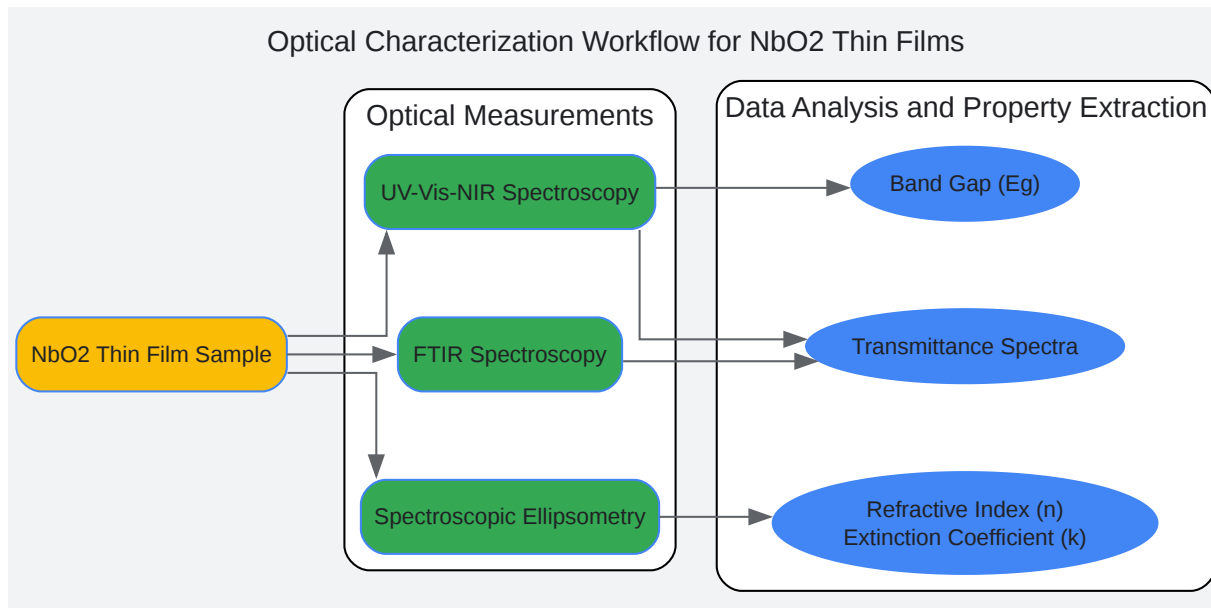 Optical Characterization Workflow for NbO2 Thin Films
Optical Measurements
Data Analysis and Property Extraction
UV-Vis-NIR Spectroscopy
Band Gap (Eg)
NbO2 Thin Film Sample
FTIR Spectroscopy
Transmittance Spectra
Spectroscopic Ellipsometry
Refractive Index (n)
Extinction Coefficient (k)